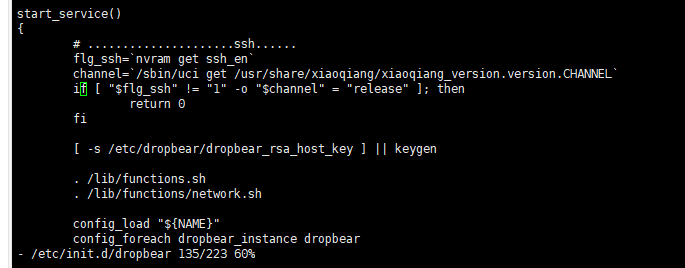 start_service()
{
        # .....................ssh......
        flg_ssh=`nvram get ssh_en`
        channel=`/sbin/uci get /usr/share/xiaoqiang/xiaoqiang_version.version.CHANNEL`
        if [ "$flg_ssh" != "1" -o "$channel" = "release" ]; then
                return 0
        fi

        [ -s /etc/dropbear/dropbear_rsa_host_key ] || keygen

        . /lib/functions.sh
        . /lib/functions/network.sh

        config_load "${NAME}"
        config_foreach dropbear_instance dropbear
- /etc/init.d/dropbear 135/223 60%